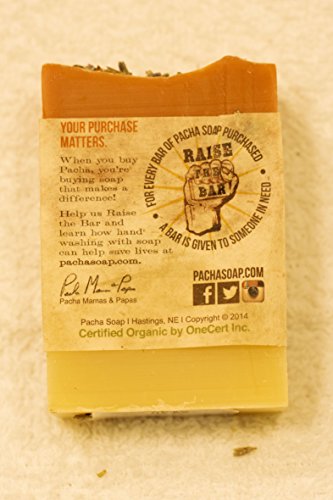 YOUR PURCHASE
MATTERS.
When you buy
Pacha, you're
buying soap
that makes a
difference!
Help us Raise
the Bar and
learn how hand
washing with soap
can help save lives at
pachasoap.com.
Pacha Mamas & Papas
Pacha Mamas & Papas
FOR EVERY BAR OF PACHA SOAP PURCHASED
RAISE
THE
BAR
A BAR IS GIVEN TO SOMEONE IN NEED
PACHASOAP.COM
Pacha Soap | Hastings, NE | Copyright © 2014
Certified Organic by OneCert Inc.